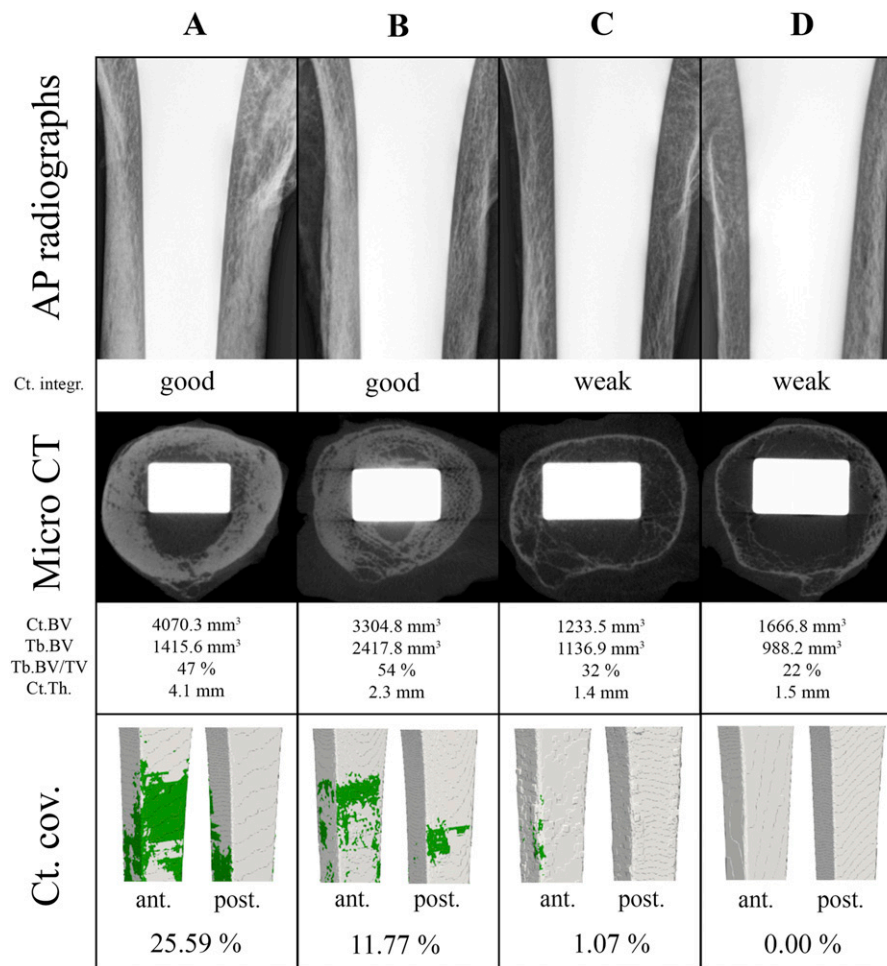 A B C D
AP radiographs
Ct. integr. good good weak weak
Micro CT
Ct.BV 4070.3 mm³ 3304.8 mm³ 1233.5 mm³ 1666.8 mm³
Tb.BV 1415.6 mm³ 2417.8 mm³ 1136.9 mm³ 988.2 mm³
Tb.BV/TV 47 % 54 % 32 % 22 %
Ct.Th. 4.1 mm 2.3 mm 1.4 mm 1.5 mm
Ct. cov.
ant. post. ant. post. ant. post. ant. post.
25.59 % 11.77 % 1.07 % 0.00 %